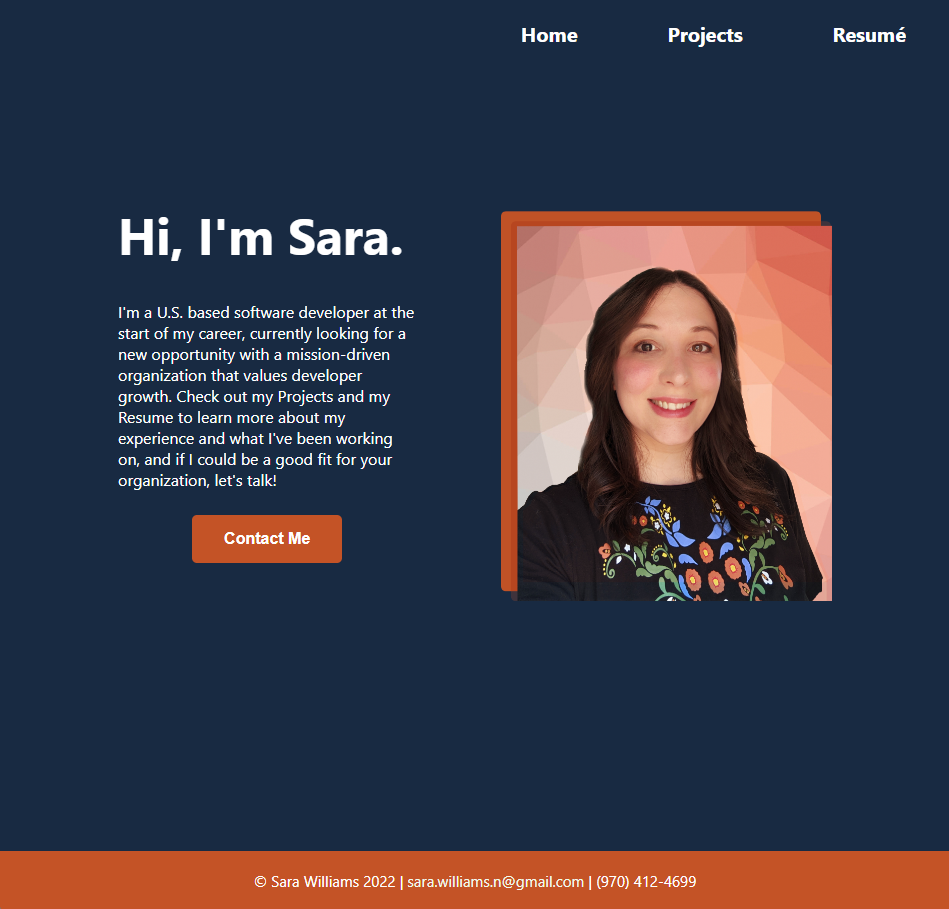 Home Projects Resumé
Hi, I'm Sara.
I'm a U.S. based software developer at the
start of my career, currently looking for a
new opportunity with a mission-driven
organization that values developer
growth. Check out my Projects and my
Resume to learn more about my
experience and what I've been working
on, and if I could be a good fit for your
organization, let's talk!
Contact Me
© Sara Williams 2022 | sara.williams.n@gmail.com | (970) 412-4699